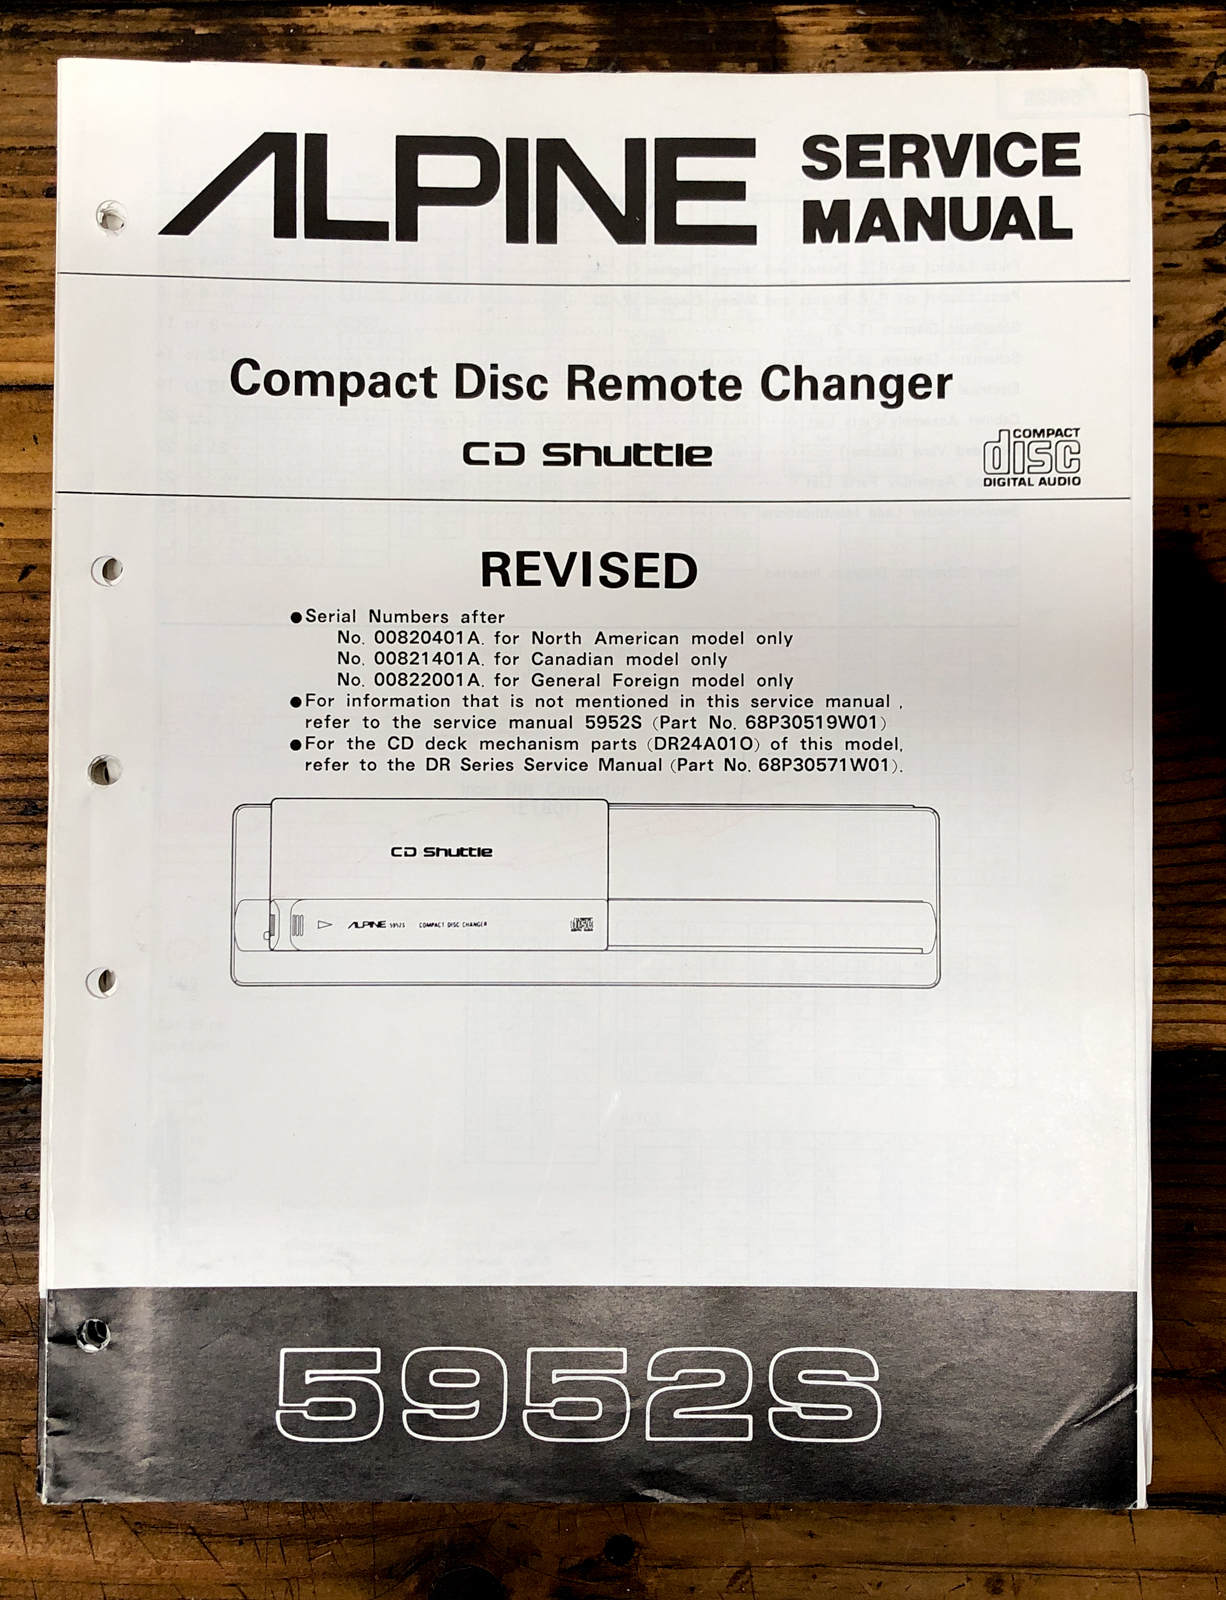 ALPINE
SERVICE
MANUAL
Compact Disc Remote Changer
CD Shuttle
COMPACT
disc
DIGITAL AUDIO
REVISED
●Serial Numbers after
No. 00820401A. for North American model only
No. 00821401A. for Canadian model only
No. 00822001A. for General Foreign model only
●For information that is not mentioned in this service manual ,
refer to the service manual 5952S (Part No. 68P30519W01)
●For the CD deck mechanism parts (DR24A01O) of this model,
refer to the DR Series Service Manual (Part No. 68P30571W01).
CD Shuttle
ALPINE 5952S COMPACT DISC CHANGER
disc
5952S